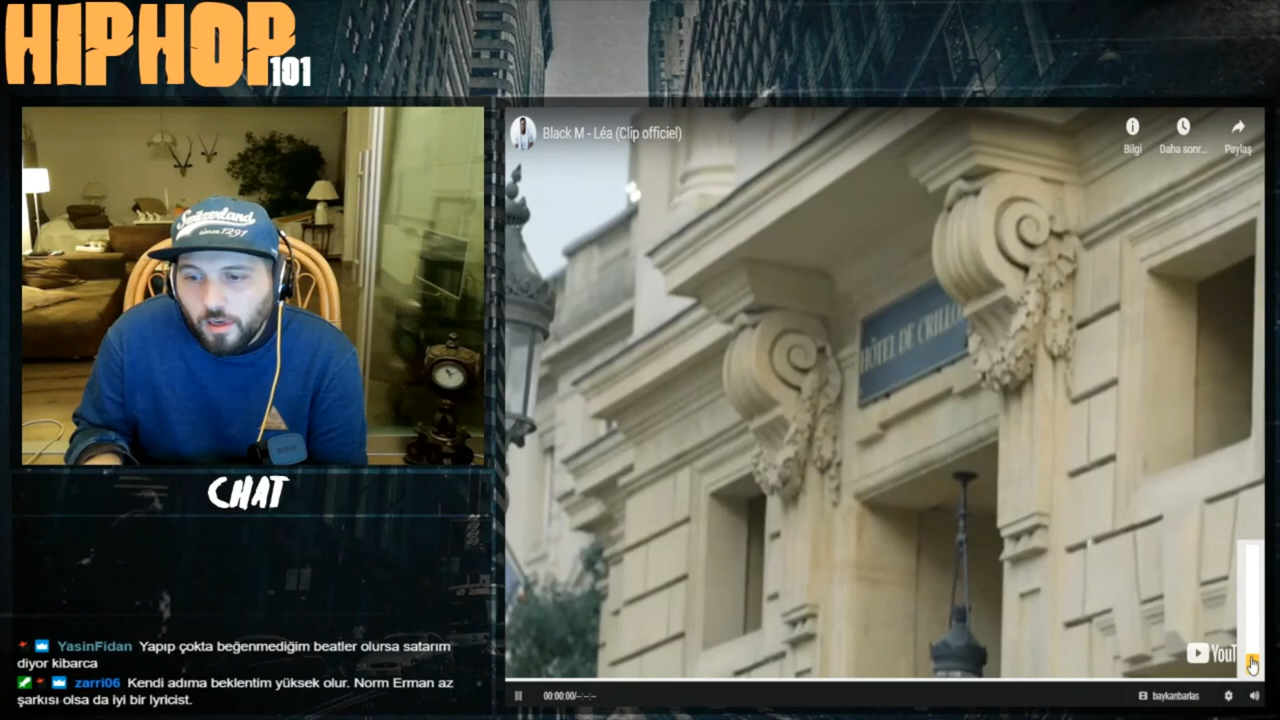 HIPHOP
101
Black M - Léa (Clip officiel)
Bilgi
Daha sonr...
Paylaş
Switzerland
since 1291
HÔTEL DE CRILLO
CHAT
YasinFidan Yapıp çokta beğenmediğim beatler olursa satarım
diyor kibarca
zarri06 Kendi adıma beklentim yüksek olur. Norm Erman az
şarkısı olsa da iyi bir lyricist.
YouT
00:00:00/--:--:--
baykanbarlas